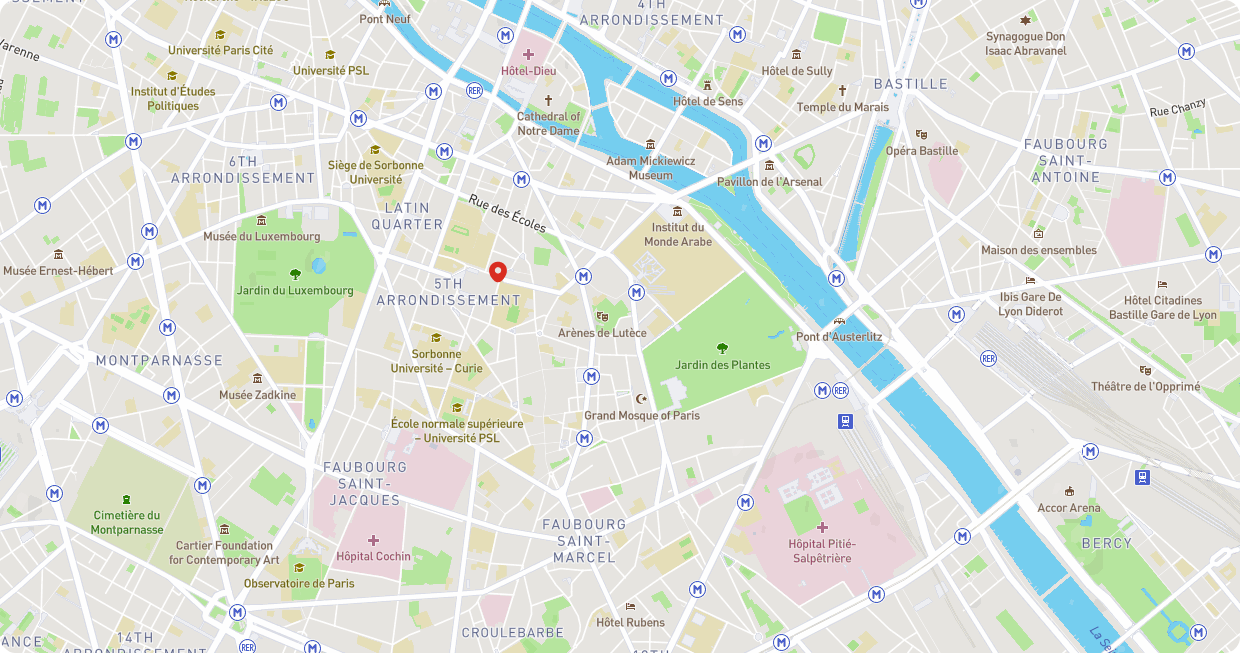 Pont Neuf
4TH
ARRONDISSEMENT
M
Synagogue Don
Isaac Abravanel
Varenne
Université Paris Cité
Université PSL
Hôtel-Dieu
Hôtel de Sully
BASTILLE
Institut d'Études
Politiques
RER
Hôtel de Sens
Temple du Marais
Rue Chanzy
Cathedral of
Notre Dame
Opéra Bastille
FAUBOURG
SAINT-
ANTOINE
6TH
ARRONDISSEMENT
Siège de Sorbonne
Université
Adam Mickiewicz
Museum
Pavillon de l'Arsenal
LATIN
QUARTER
Rue des Écoles
Institut du
Monde Arabe
Musée du Luxembourg
Maison des ensembles
Musée Ernest-Hébert
Jardin du Luxembourg
5TH
ARRONDISSEMENT
Ibis Gare De
Lyon Diderot
Hôtel Citadines
Bastille Gare de Lyon
Arènes de Lutèce
Pont d'Austerlitz
MONTPARNASSE
Sorbonne
Université – Curie
Jardin des Plantes
RER
Musée Zadkine
Théâtre de l'Opprimé
RER
Grand Mosque of Paris
École normale supérieure
– Université PSL
FAUBOURG
SAINT-
JACQUES
Cimetière du
Montparnasse
Accor Arena
FAUBOURG
SAINT-
MARCEL
Cartier Foundation
for Contemporary Art
Hôpital Cochin
Hôpital Pitié-
Salpêtrière
BERCY
Observatoire de Paris
Hôtel Rubens
CROULEBARBE
14TH
RER
La Se